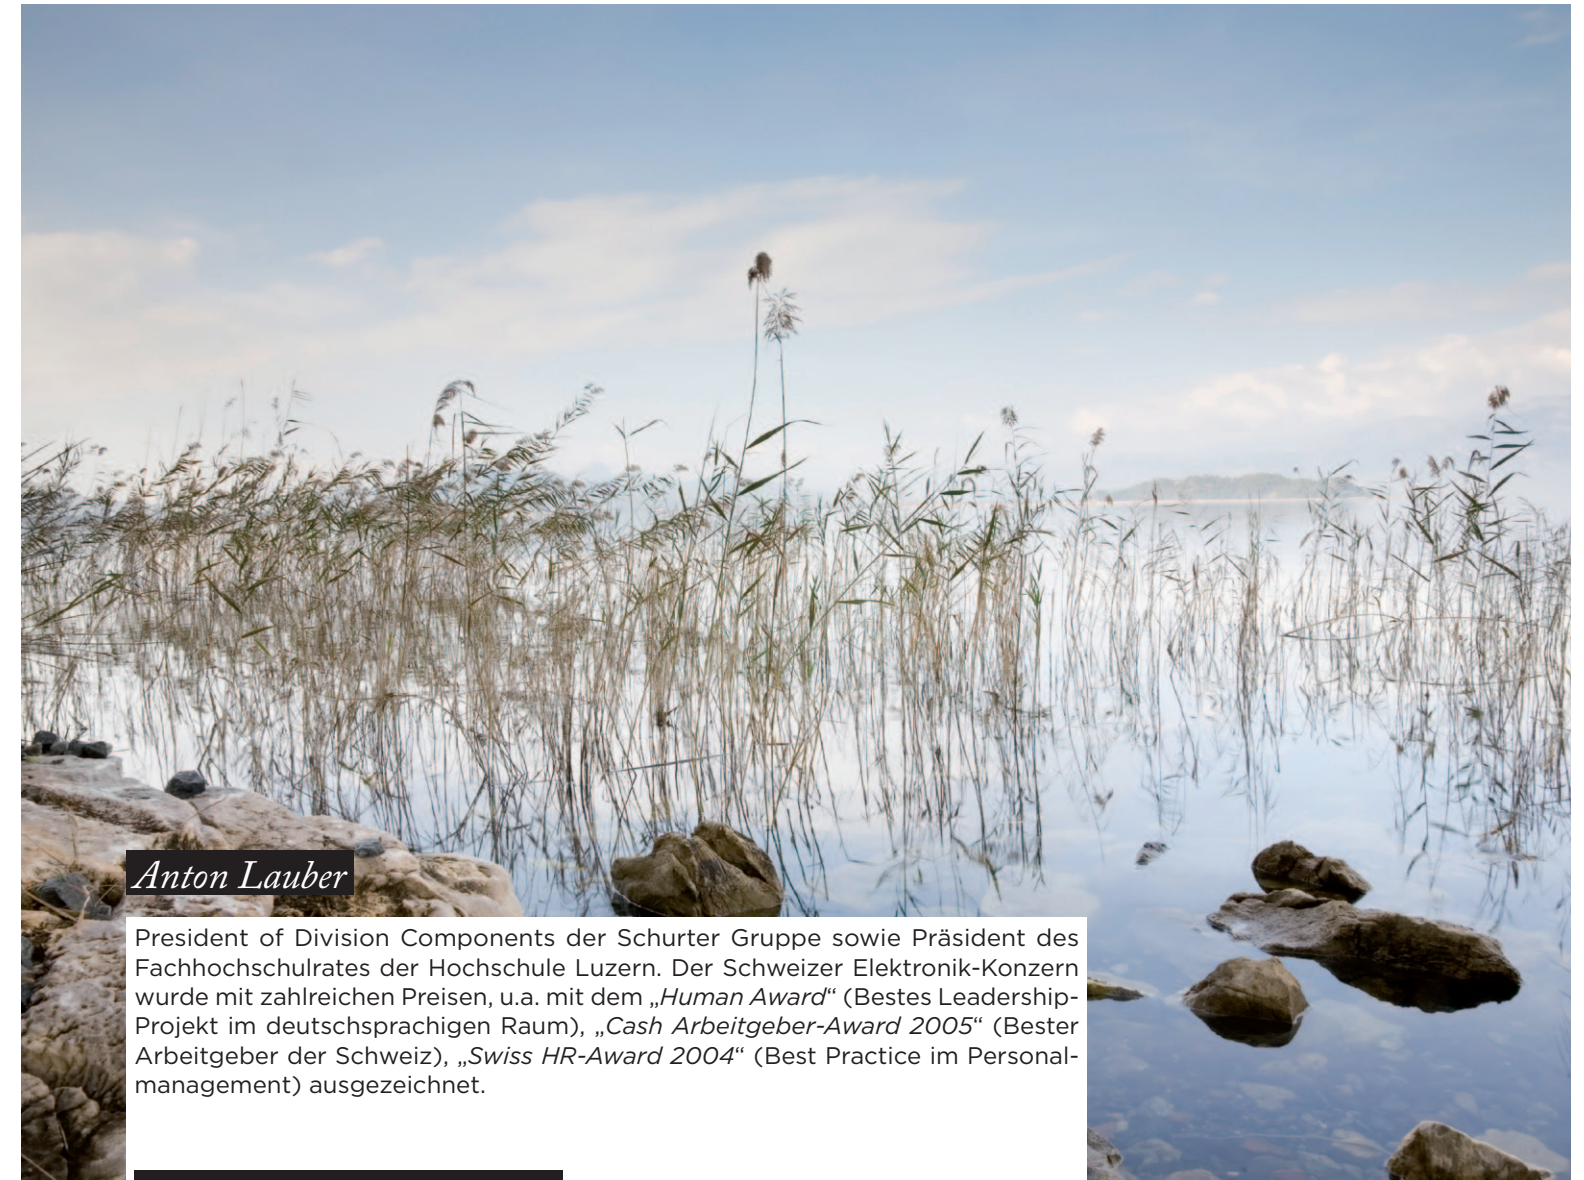 Anton Lauber
President of Division Components der Schurter Gruppe sowie Präsident des
Fachhochschulrates der Hochschule Luzern. Der Schweizer Elektronik-Konzern
wurde mit zahlreichen Preisen, u.a. mit dem „Human Award“ (Bestes Leadership-
Projekt im deutschsprachigen Raum), „Cash Arbeitgeber-Award 2005“ (Bester
Arbeitgeber der Schweiz), „Swiss HR-Award 2004“ (Best Practice im Personal-
management) ausgezeichnet.